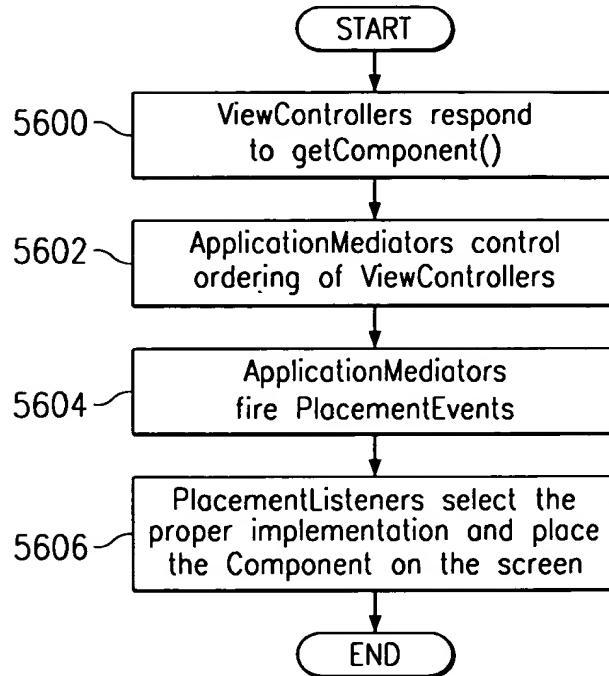 START
5600
ViewControllers respond
to getComponent()
5602
ApplicationMediators control
ordering of ViewControllers
5604
ApplicationMediators
fire PlacementEvents
5606
PlacementListeners select the
proper implementation and place
the Component on the screen
END